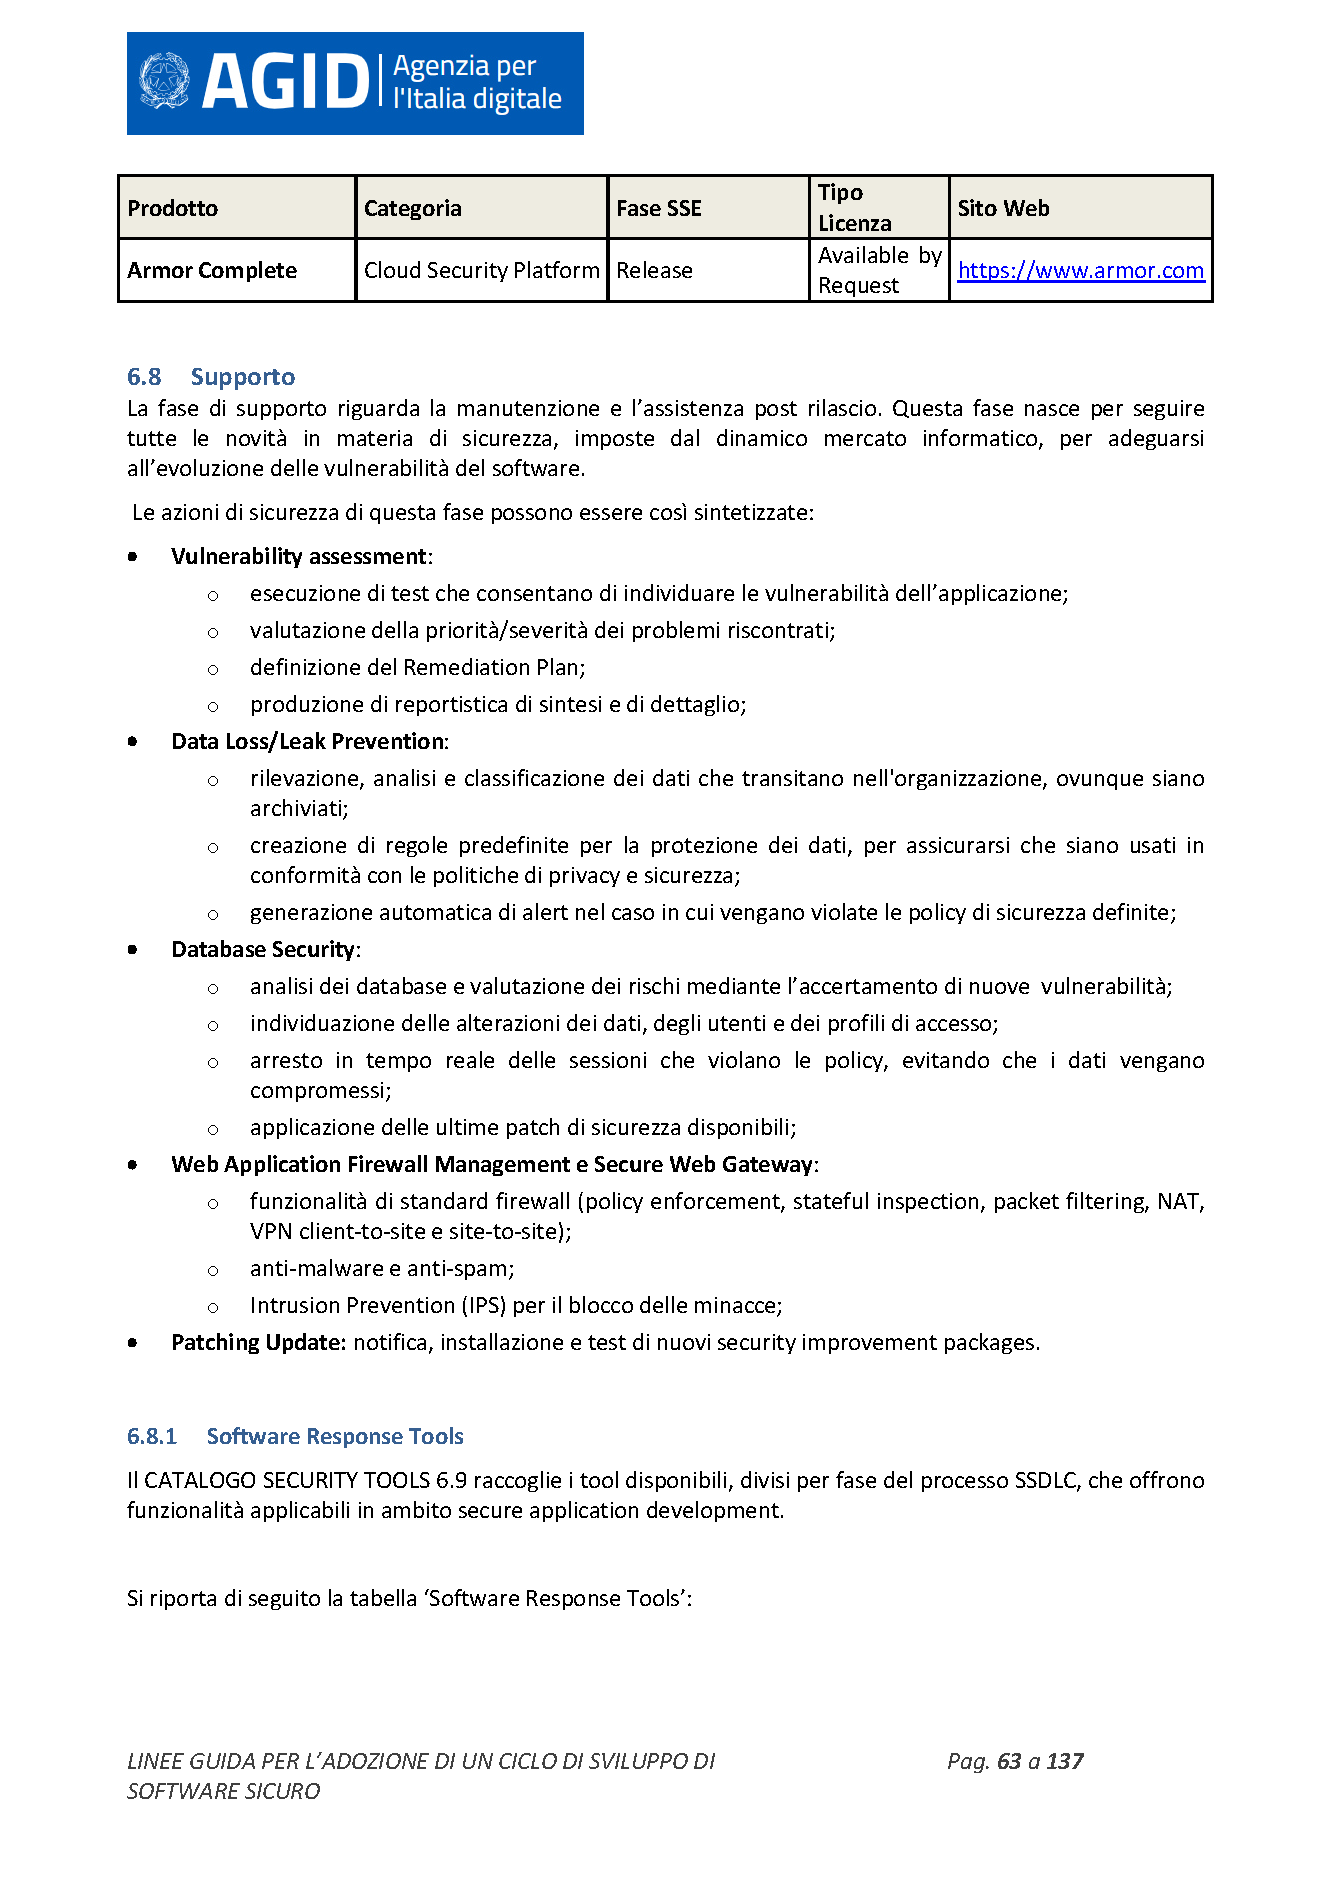 AGID Agenzia per
l'Italia digitale
Prodotto Categoria Fase SSE Tipo Licenza Sito Web
Armor Complete Cloud Security Platform Release Available by Request https://www.armor.com
6.8 Supporto
La fase di supporto riguarda la manutenzione e l’assistenza post rilascio. Questa fase nasce per seguire
tutte le novità in materia di sicurezza, imposte dal dinamico mercato informatico, per adeguarsi
all’evoluzione delle vulnerabilità del software.
Le azioni di sicurezza di questa fase possono essere così sintetizzate:
• Vulnerability assessment:
o esecuzione di test che consentano di individuare le vulnerabilità dell’applicazione;
o valutazione della priorità/severità dei problemi riscontrati;
o definizione del Remediation Plan;
o produzione di reportistica di sintesi e di dettaglio;
• Data Loss/Leak Prevention:
o rilevazione, analisi e classificazione dei dati che transitano nell'organizzazione, ovunque siano
archiviati;
o creazione di regole predefinite per la protezione dei dati, per assicurarsi che siano usati in
conformità con le politiche di privacy e sicurezza;
o generazione automatica di alert nel caso in cui vengano violate le policy di sicurezza definite;
• Database Security:
o analisi dei database e valutazione dei rischi mediante l’accertamento di nuove  vulnerabilità;
o individuazione delle alterazioni dei dati, degli utenti e dei profili di accesso;
o arresto in tempo reale delle sessioni che violano le policy, evitando che i dati vengano
compromessi;
o applicazione delle ultime patch di sicurezza disponibili;
• Web Application Firewall Management e Secure Web Gateway:
o funzionalità di standard firewall (policy enforcement, stateful inspection, packet filtering, NAT,
VPN client-to-site e site-to-site);
o anti-malware e anti-spam;
o Intrusion Prevention (IPS) per il blocco delle minacce;
• Patching Update: notifica, installazione e test di nuovi security improvement packages.
6.8.1 Software Response Tools
Il CATALOGO SECURITY TOOLS 6.9 raccoglie i tool disponibili, divisi per fase del processo SSDLC, che offrono
funzionalità applicabili in ambito secure application development.
Si riporta di seguito la tabella ‘Software Response Tools’:
LINEE GUIDA PER L’ADOZIONE DI UN CICLO DI SVILUPPO DI Pag. 63 a 137
SOFTWARE SICURO